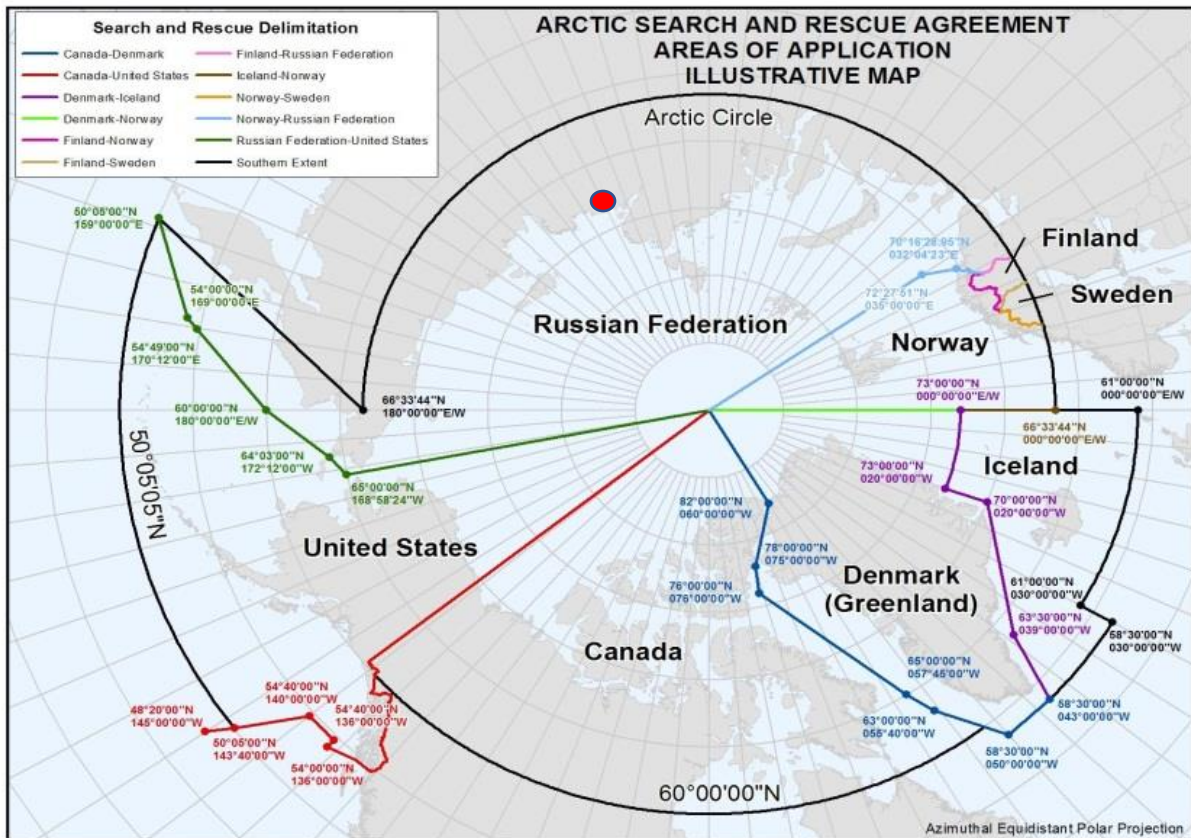 ARCTIC SEARCH AND RESCUE AGREEMENT
AREAS OF APPLICATION
ILLUSTRATIVE MAP
Search and Rescue Delimitation
Canada-Denmark
Canada-United States
Denmark-Iceland
Denmark-Norway
Finland-Norway
Finland-Sweden
Finland-Russian Federation
Iceland-Norway
Norway-Sweden
Norway-Russian Federation
Russian Federation-United States
Southern Extent
Arctic Circle
50°05'00"N
159°00'00"E
54°00'00"N
169°00'00"E
54°49'00"N
170°12'00"E
60°00'00"N
180°00'00"E/W
64°03'00"N
172°12'00"W
65°00'00"N
168°58'24"W
66°33'44"N
180°00'00"E/W
50°05'05"N
70°16'28.95"N
032°04'23"E
72°27'51"N
035°00'00"E
Finland
Sweden
Russian Federation
Norway
73°00'00"N
000°00'00"E/W
61°00'00"N
000°00'00"E/W
66°33'44"N
000°00'00"E/W
Iceland
73°00'00"N
020°00'00"W
70°00'00"N
020°00'00"W
82°00'00"N
060°00'00"W
78°00'00"N
075°00'00"W
76°00'00"N
076°00'00"W
United States
Denmark
(Greenland)
61°00'00"N
030°00'00"W
63°30'00"N
039°00'00"W
58°30'00"N
030°00'00"W
Canada
65°00'00"N
057°45'00"W
63°00'00"N
055°40'00"W
58°30'00"N
043°00'00"W
58°30'00"N
050°00'00"W
54°40'00"N
140°00'00"W
54°40'00"N
136°00'00"W
48°20'00"N
145°00'00"W
50°05'00"N
143°40'00"W
54°00'00"N
136°00'00"W
60°00'00"N
Azimuthal Equidistant Polar Projection